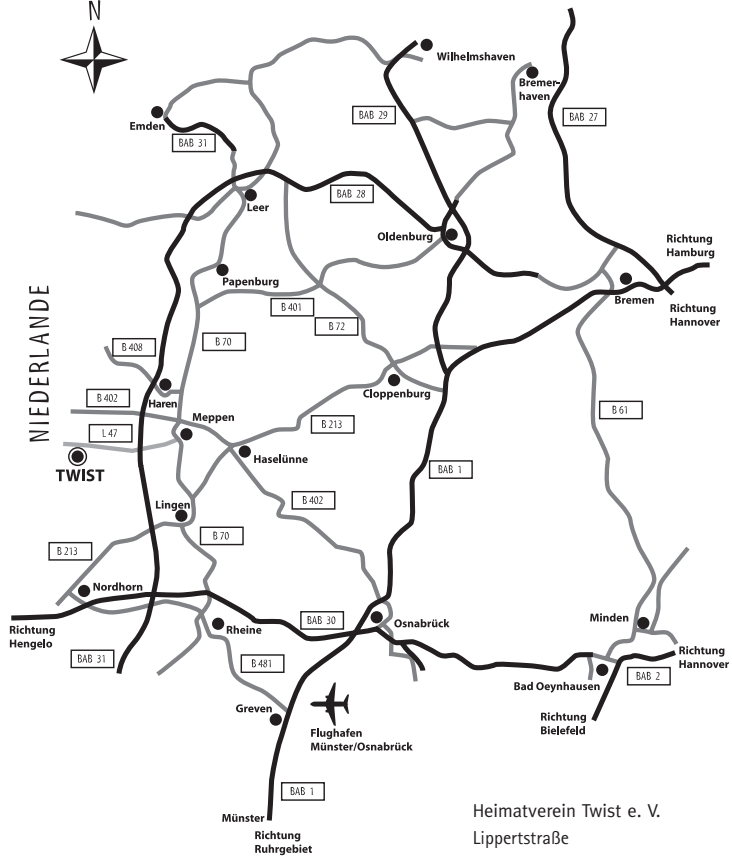 N
Wilhelmshaven
Bremer-
haven
BAB 29
BAB 27
Emden
BAB 31
BAB 28
Leer
Oldenburg
Richtung
Hamburg
Papenburg
Bremen
Richtung
Hannover
B 401
B 72
NIEDERLANDE
B 70
B 408
Haren
Cloppenburg
B 402
Meppen
B 213
B 61
L 47
Haselünne
TWIST
BAB 1
B 402
Lingen
B 70
B 213
Nordhorn
Richtung
Hengelo
Rheine
BAB 30
Osnabrück
Minden
BAB 31
B 481
Richtung
Hannover
BAB 2
Bad Oeynhausen
Greven
Richtung
Bielefeld
Flughafen
Münster/Osnabrück
BAB 1
Münster
Richtung
Ruhrgebiet
Heimatverein Twist e. V.
Lippertstraße